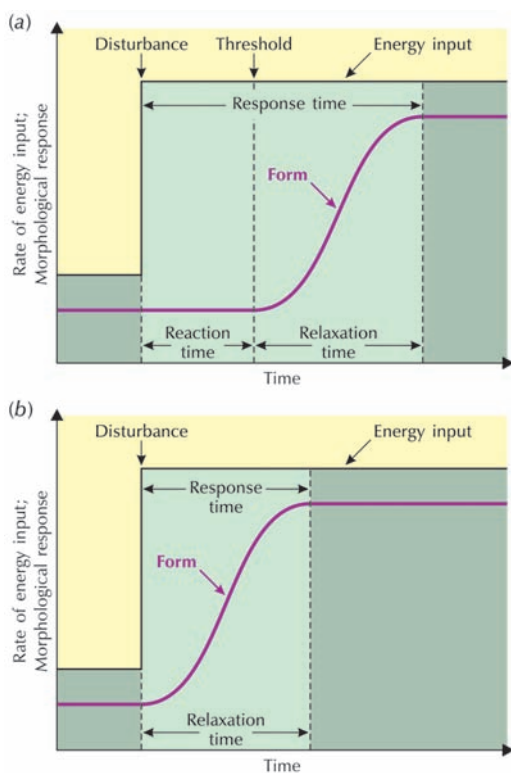 (a)
Disturbance Threshold Energy input
Response time
Form
Reaction
time
Relaxation
time
Rate of energy input;
Morphological response
Time
(b)
Disturbance Energy input
Response
time
Form
Relaxation
time
Rate of energy input;
Morphological response
Time